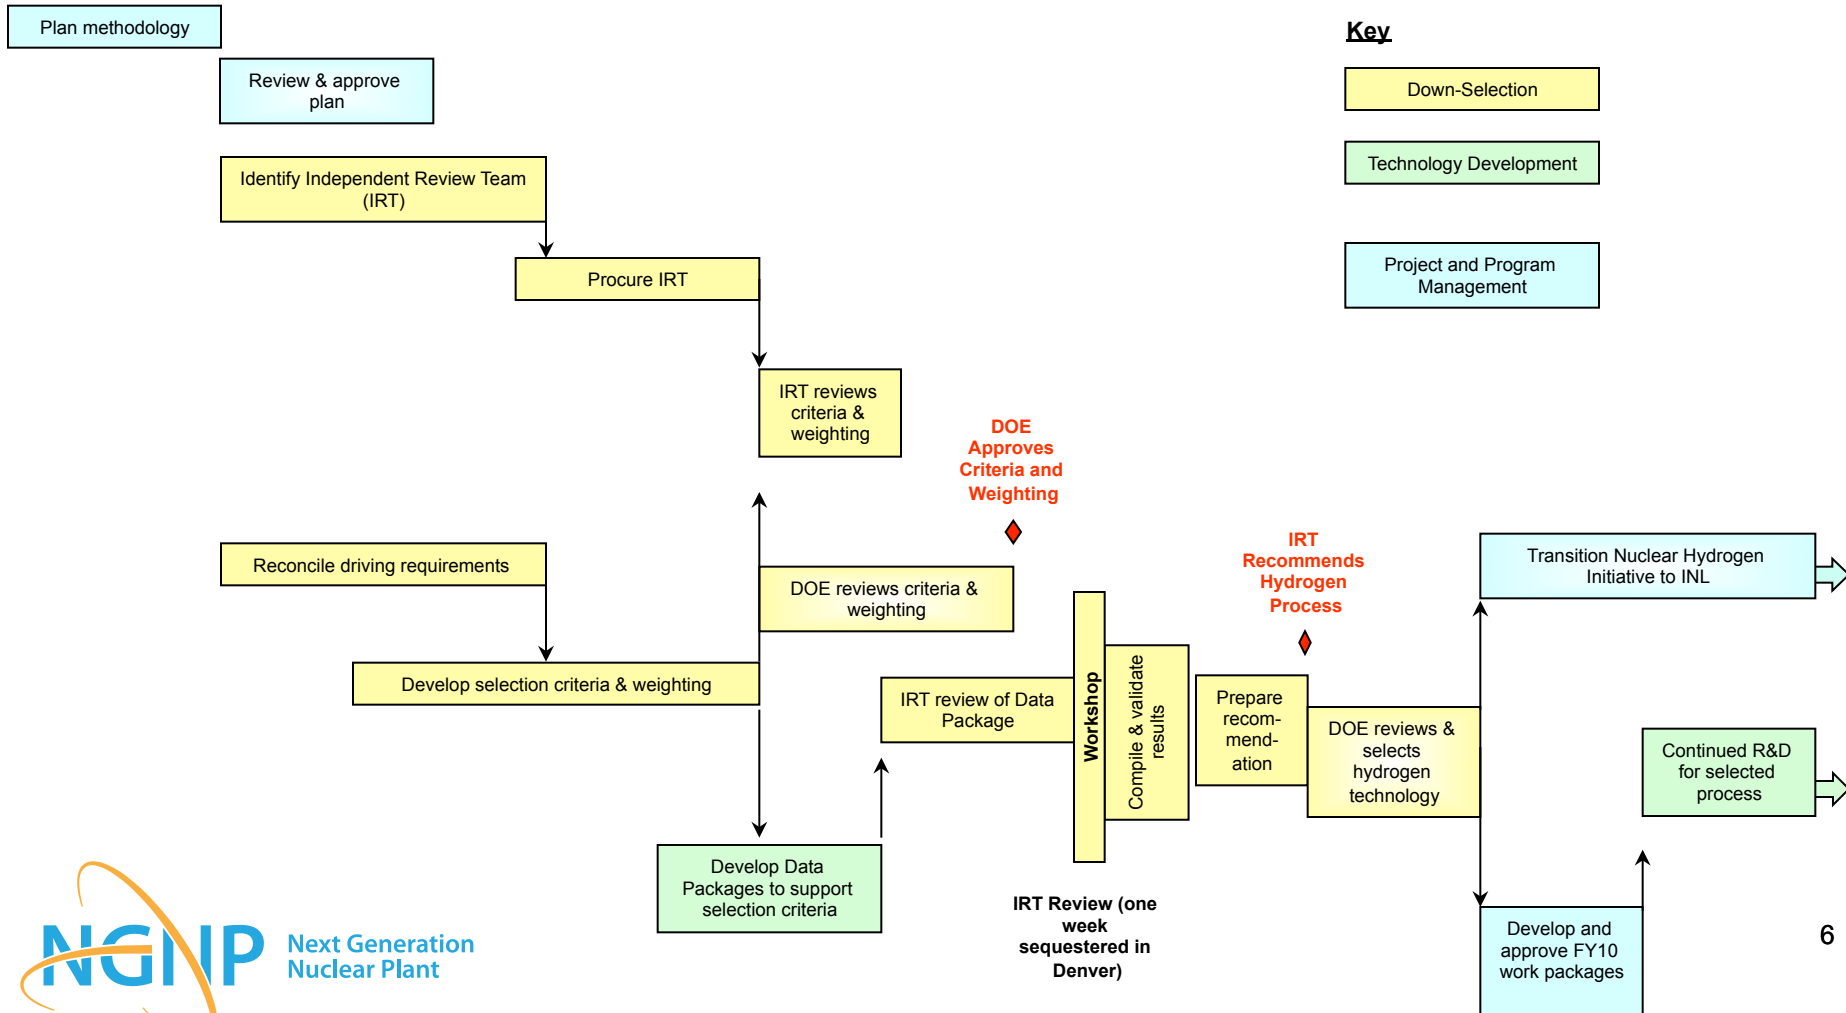 Plan methodology
Key
Review & approve
plan
Down-Selection
Technology Development
Identify Independent Review Team
(IRT)
Procure IRT
Project and Program
Management
IRT reviews
criteria &
weighting
DOE
Approves
Criteria and
Weighting
Reconcile driving requirements
DOE reviews criteria &
weighting
IRT
Recommends
Hydrogen
Process
Transition Nuclear Hydrogen
Initiative to INL
Develop selection criteria & weighting
IRT review of Data
Package
Workshop
Compile & validate
results
Prepare
recom-
mend-
ation
DOE reviews &
selects
hydrogen
technology
Continued R&D
for selected
process
Develop Data
Packages to support
selection criteria
IRT Review (one
week
sequestered in
Denver)
Develop and
approve FY10
work packages
NGNP
Next Generation
Nuclear Plant
6